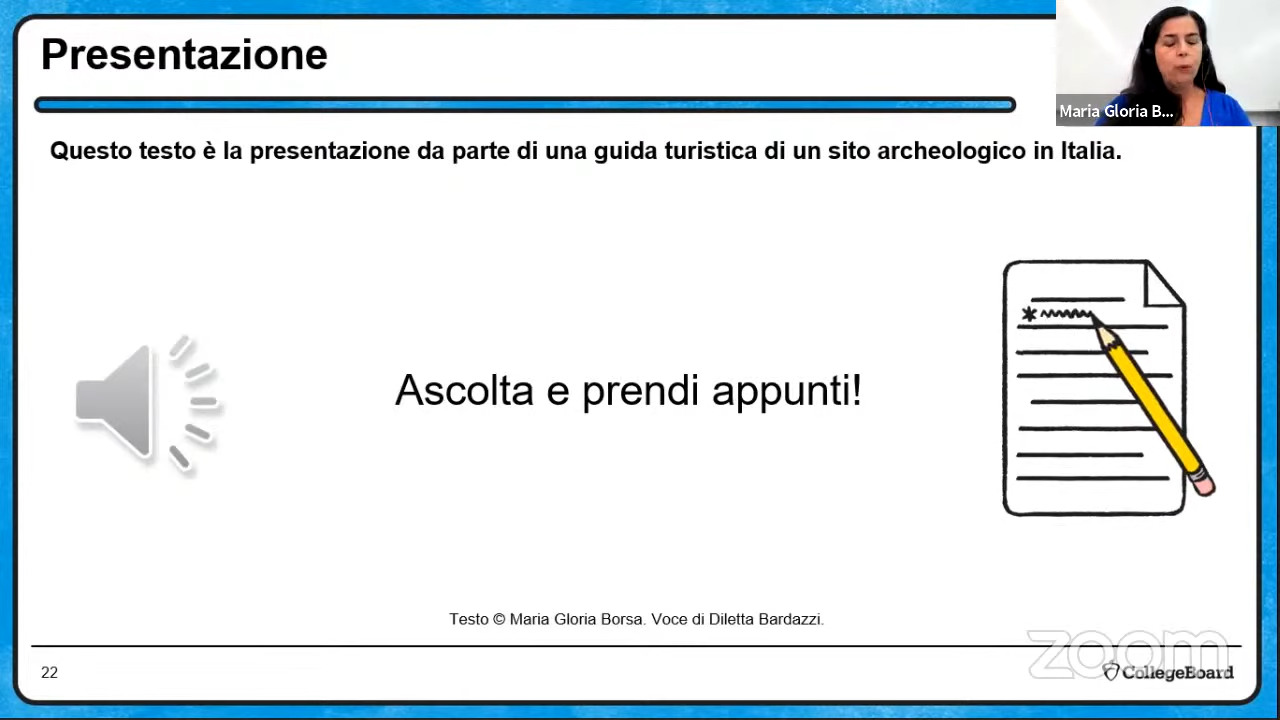 Presentazione
Maria Gloria B...
Questo testo è la presentazione da parte di una guida turistica di un sito archeologico in Italia.
Ascolta e prendi appunti!
Testo © Maria Gloria Borsa. Voce di Diletta Bardazzi.
zoom
22
CollegeBoard